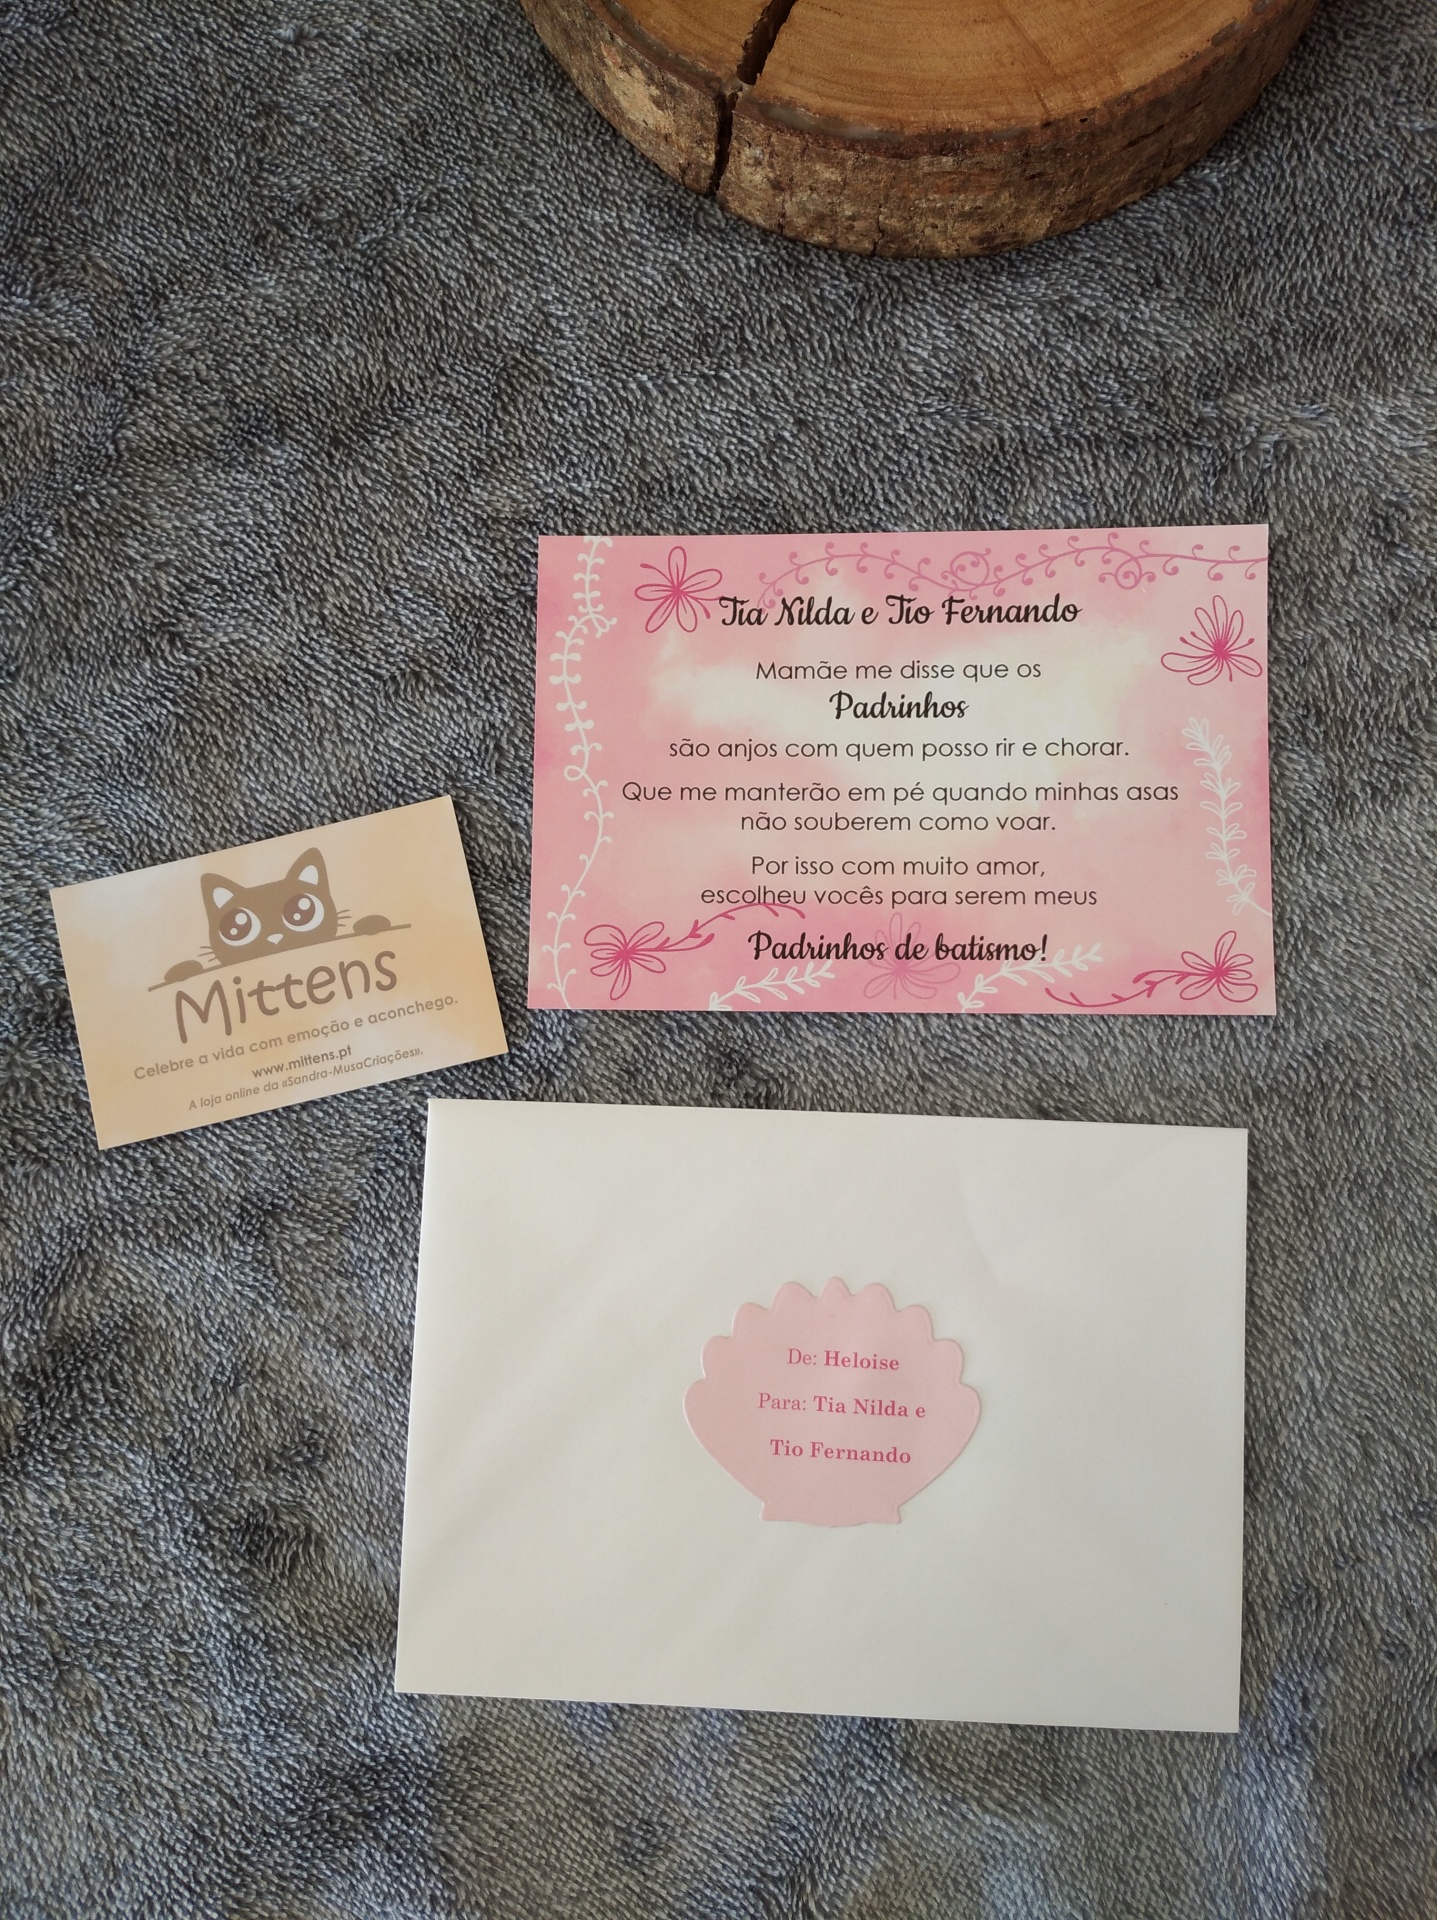 Tia Nilda e Tio Fernando
Mamãe me disse que os
Padrinhos
são anjos com quem posso rir e chorar.
Que me manterão em pé quando minhas asas
não souberem como voar.
Por isso com muito amor,
escolheu vocês para serem meus
Padrinhos de batismo!
Mittens
Celebre a vida com emoção e aconchego.
www.mittens.pt
A loja online da «Sandra-MusaCriações».
De: Heloise
Para: Tia Nilda e
Tio Fernando